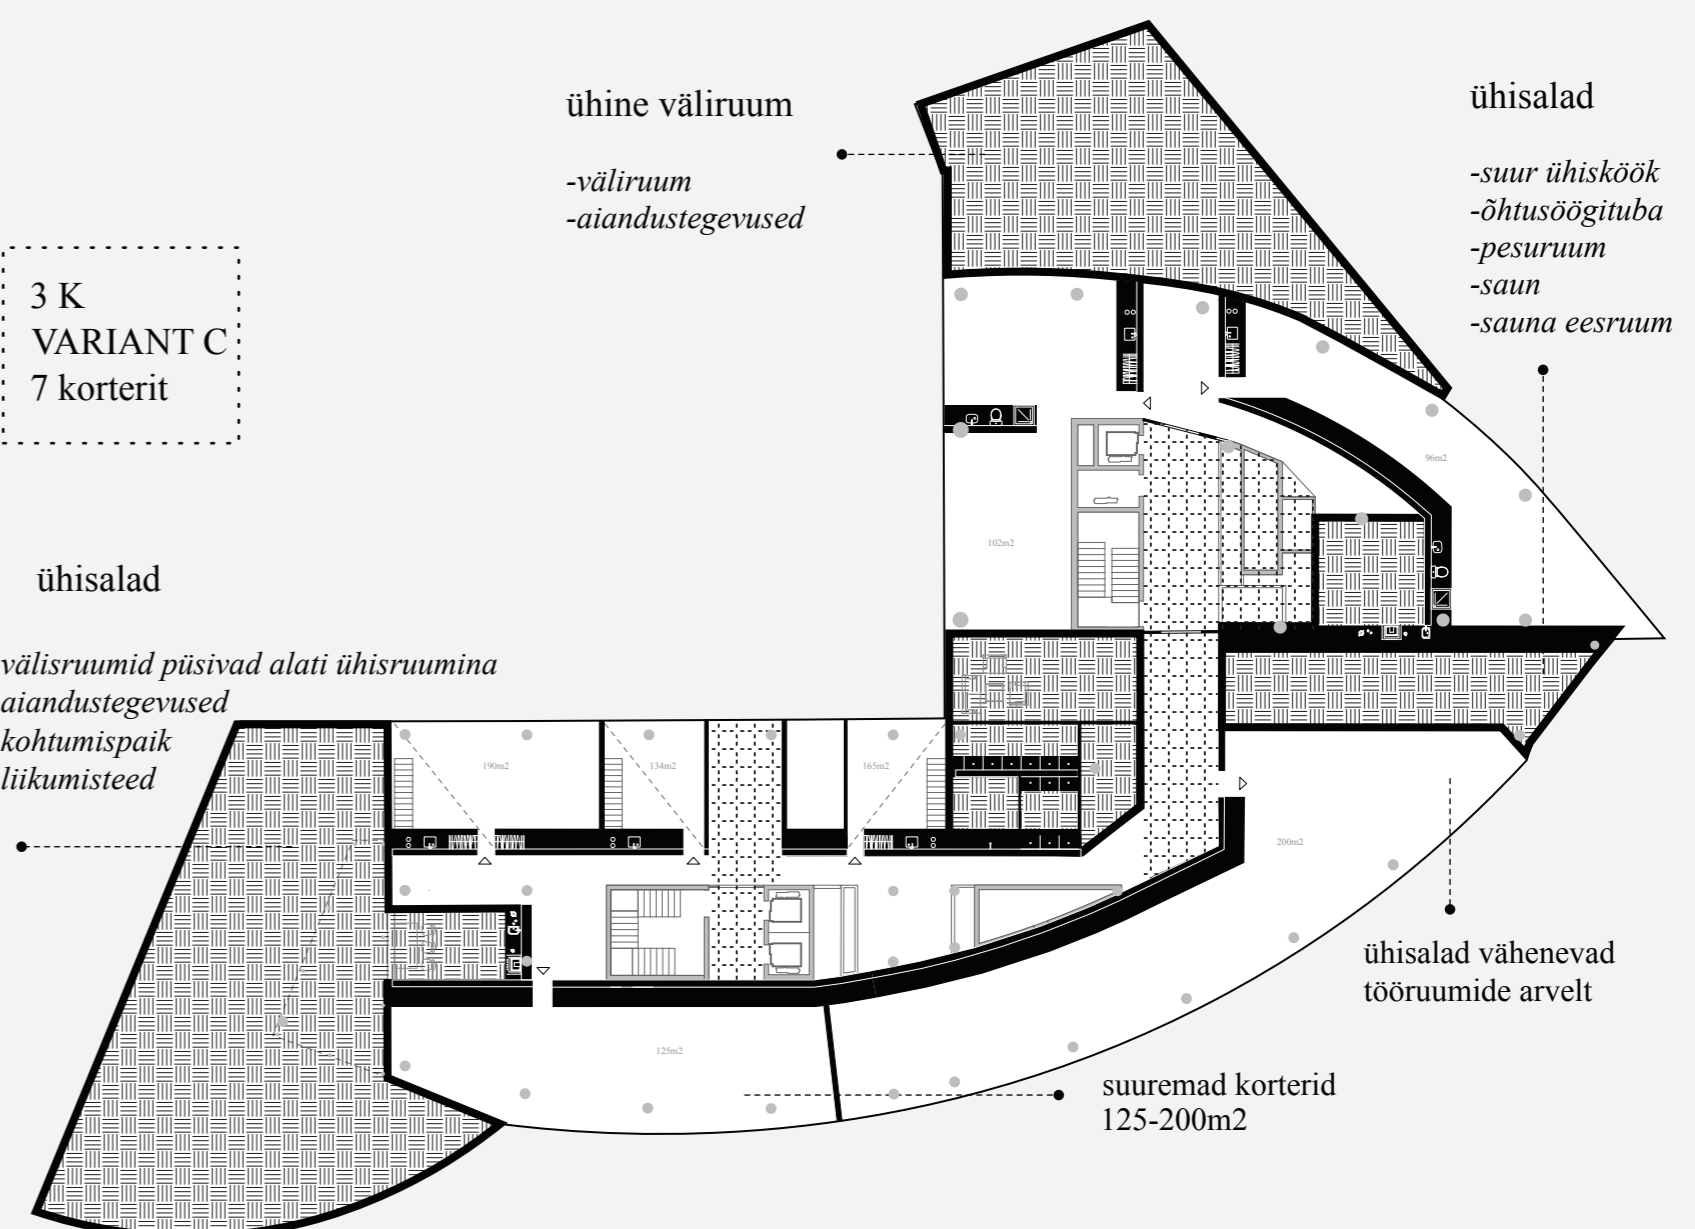 ühine väliruum
-väliruum
-aiandustegevused
ühisalad
-suur ühisköök
-õhtusöögituba
-pesuruum
-saun
-sauna eesruum
3 K
VARIANT C
7 korterit
ühisalad
välisruumid püsivad alati ühisruumina
aiandustegevused
kohtumispaik
liikumisteed
96m2
102m2
190m2
134m2
165m2
200m2
125m2
ühisalad vähenevad
tööruumide arvelt
suuremad korterid
125-200m2